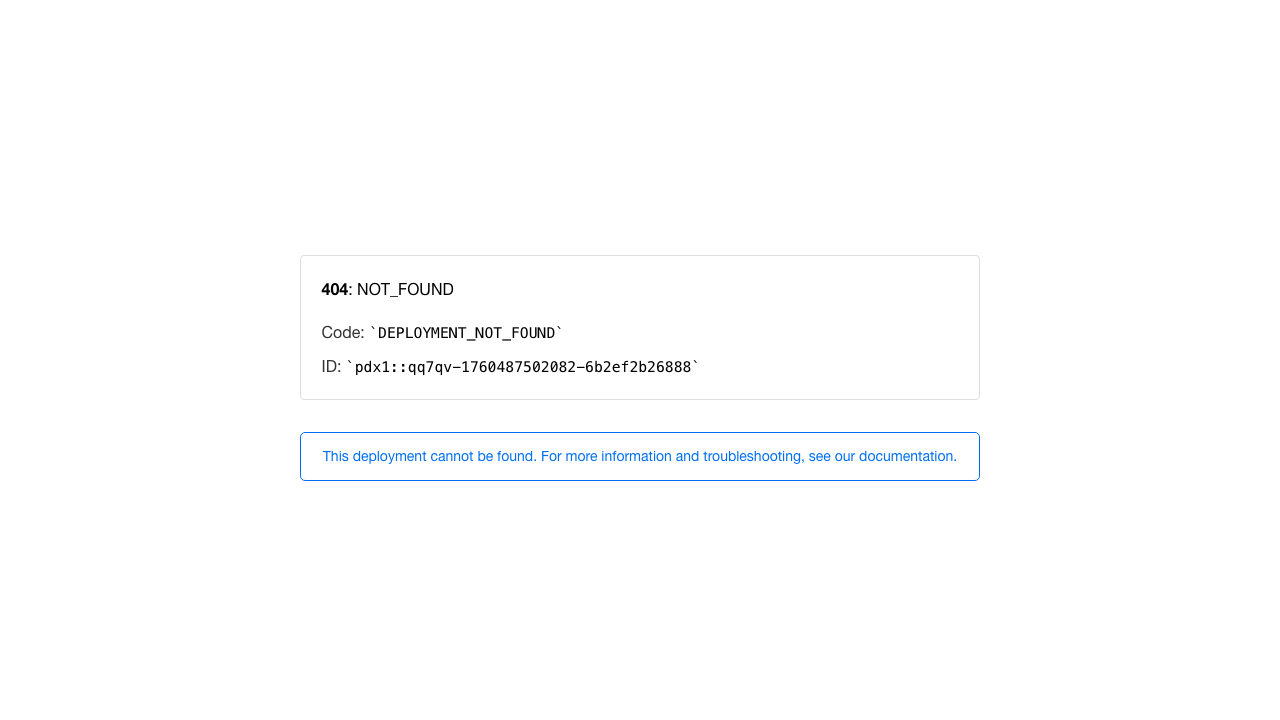 404: NOT_FOUND
Code: `DEPLOYMENT_NOT_FOUND`
ID: `pdx1::qq7qv-1760487502082-6b2ef2b26888`
This deployment cannot be found. For more information and troubleshooting, see our documentation.